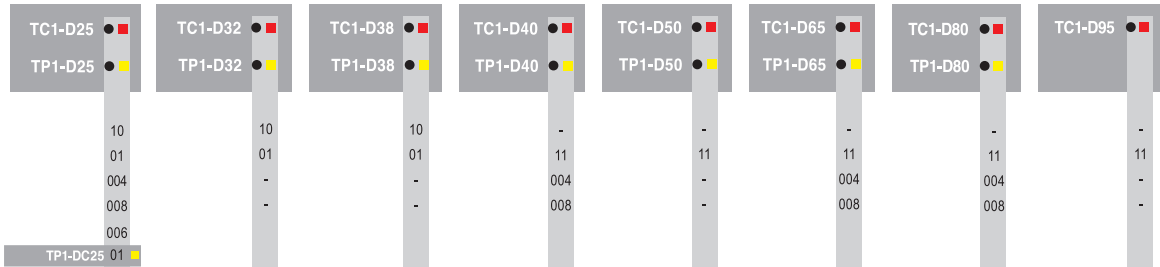 TC1-D25 TC1-D32 TC1-D38 TC1-D40 TC1-D50 TC1-D65 TC1-D80 TC1-D95
TP1-D25 TP1-D32 TP1-D38 TP1-D40 TP1-D50 TP1-D65 TP1-D80
10 10 10 - - - - -
01 01 01 11 11 11 11 11
004 - - 004 - 004 004 -
008 - - 008 - 008 008 -
006
TP1-DC25 01